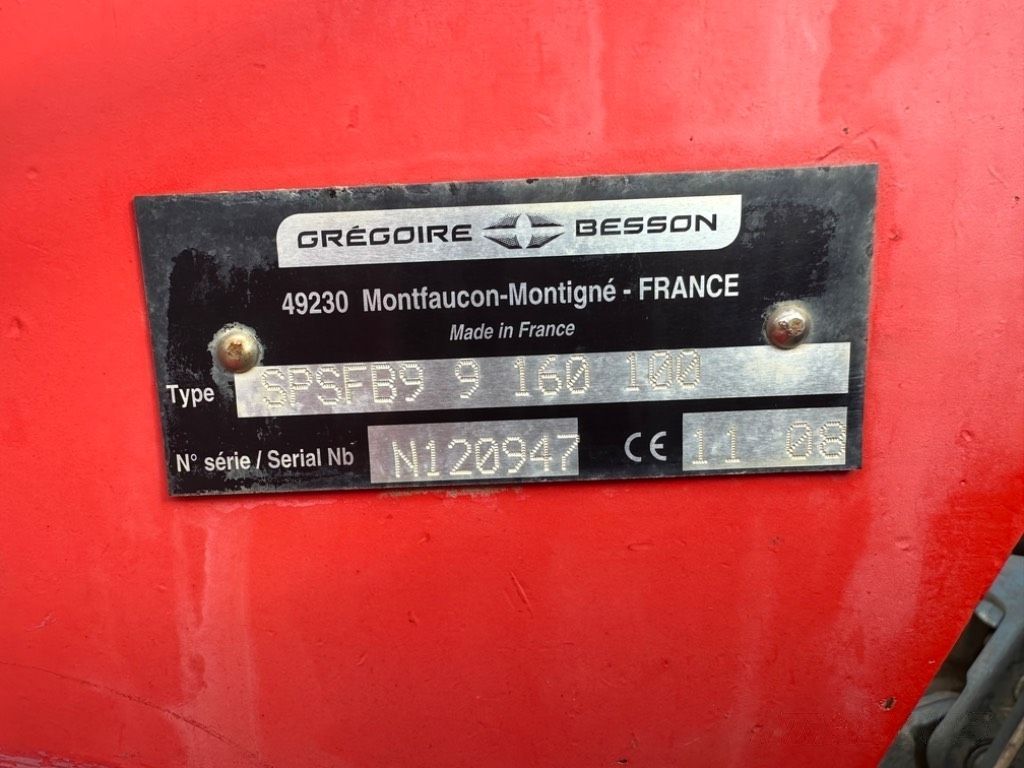 GRÉGOIRE BESSON
49230 Montfaucon-Montigné - FRANCE
Made in France
Type SPSFB9 9 160 100
N° série / Serial Nb N120947 CE 11 08